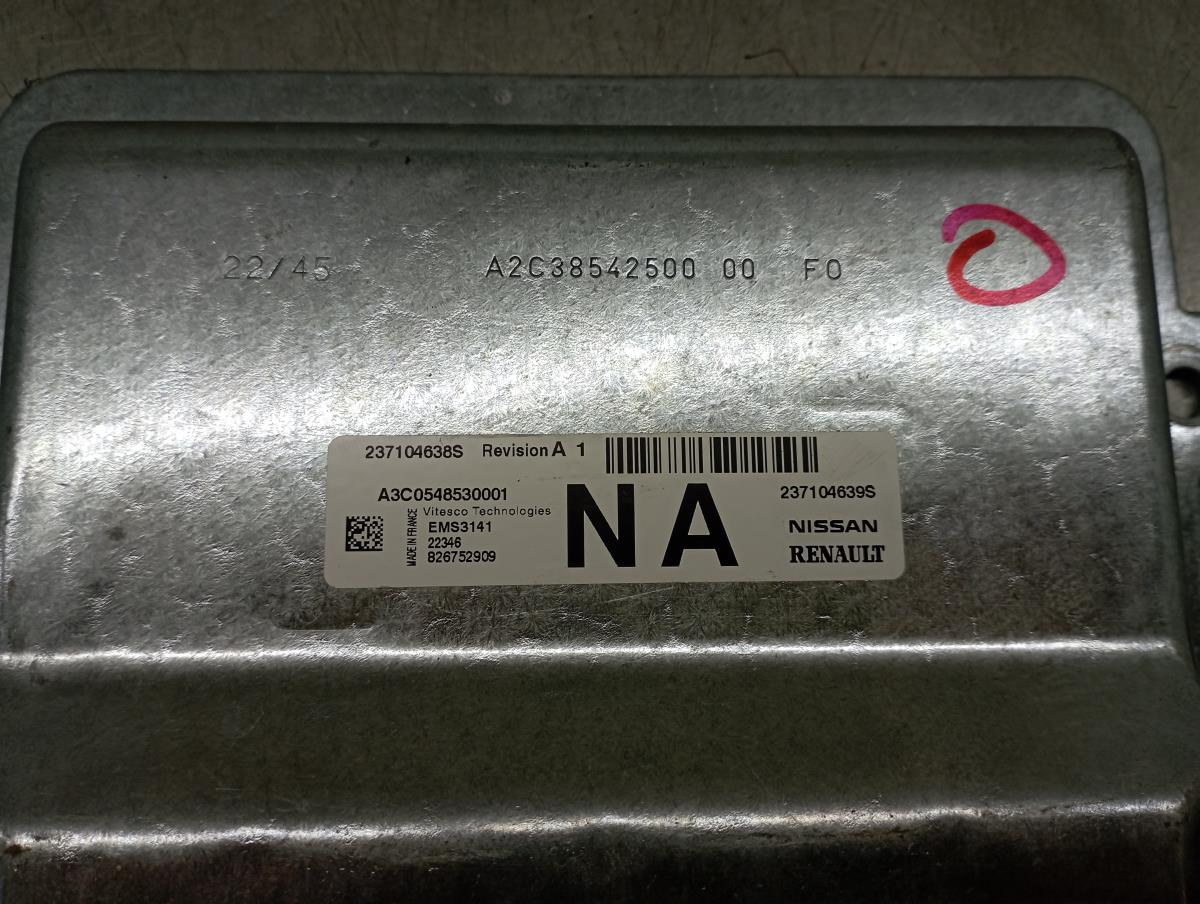 22/45 A2C38542500 00 F0
237104638S Revision A 1
A3C0548530001 237104639S
Vitesco Technologies
MADE IN FRANCE
EMS3141
22346
826752909
NA
NISSAN
RENAULT